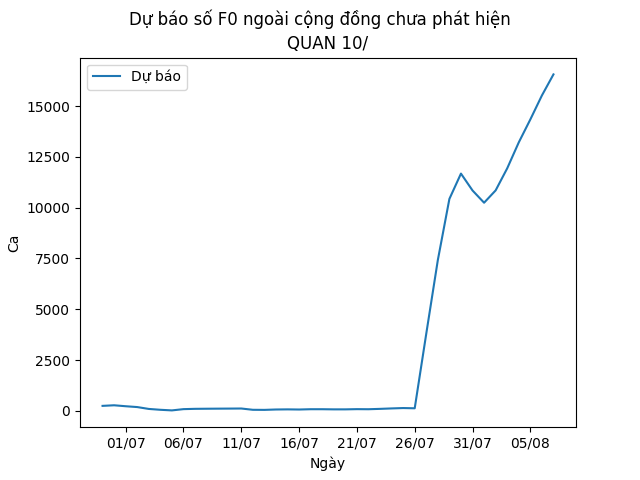 Dự báo số F0 ngoài cộng đồng chưa phát hiện
QUAN 10/
Dự báo
Ca
15000
12500
10000
7500
5000
2500
0
01/07 06/07 11/07 16/07 21/07 26/07 31/07 05/08
Ngày